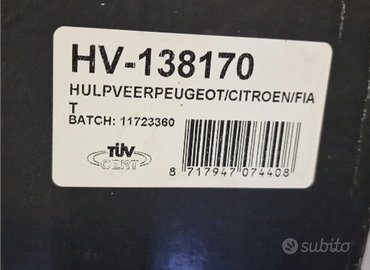 HV-138170
HULPVEERPEUGEOT/CITROEN/FIA
T
BATCH: 11723360
TÜV
CERT
8 717947 074408
subito